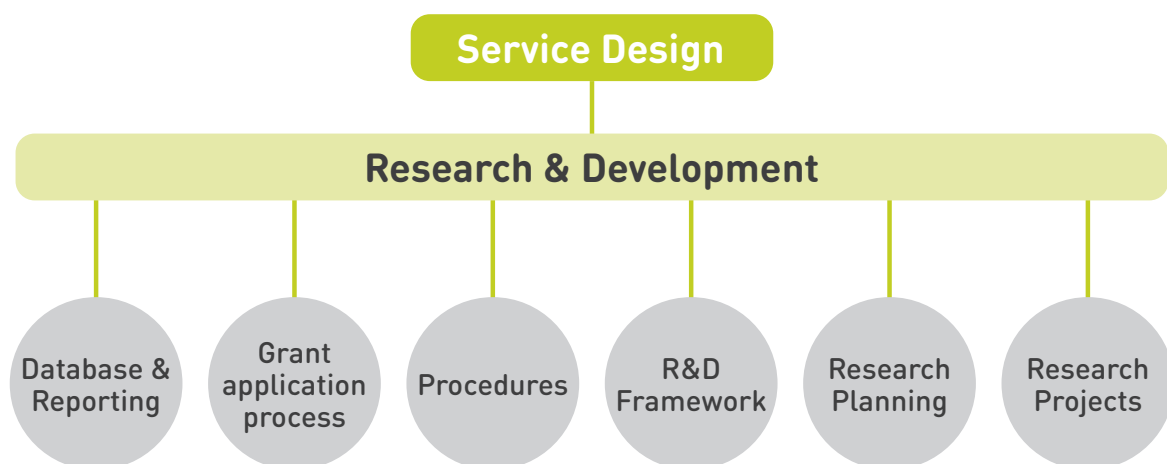 Service Design
Research & Development
Database &
Reporting
Grant
application
process
Procedures
R&D
Framework
Research
Planning
Research
Projects